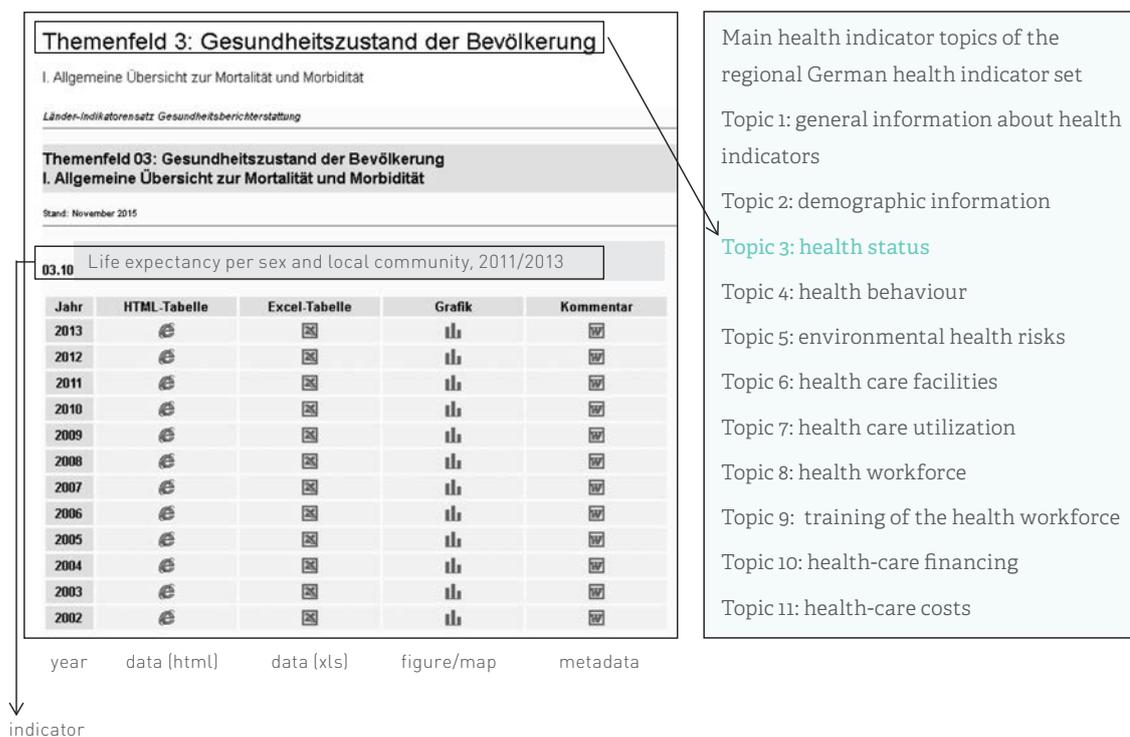 Themenfeld 3: Gesundheitszustand der Bevölkerung
I. Allgemeine Übersicht zur Mortalität und Morbidität
Länder-Indikatorensatz Gesundheitsberichterstattung
Themenfeld 03: Gesundheitszustand der Bevölkerung
I. Allgemeine Übersicht zur Mortalität und Morbidität
Stand: November 2015
03.10 Life expectancy per sex and local community, 2011/2013
Jahr HTML-Tabelle Excel-Tabelle Grafik Kommentar
2013
2012
2011
2010
2009
2008
2007
2006
2005
2004
2003
2002
year data (html) data (xls) figure/map metadata
indicator
Main health indicator topics of the
regional German health indicator set
Topic 1: general information about health
indicators
Topic 2: demographic information
Topic 3: health status
Topic 4: health behaviour
Topic 5: environmental health risks
Topic 6: health care facilities
Topic 7: health care utilization
Topic 8: health workforce
Topic 9: training of the health workforce
Topic 10: health-care financing
Topic 11: health-care costs